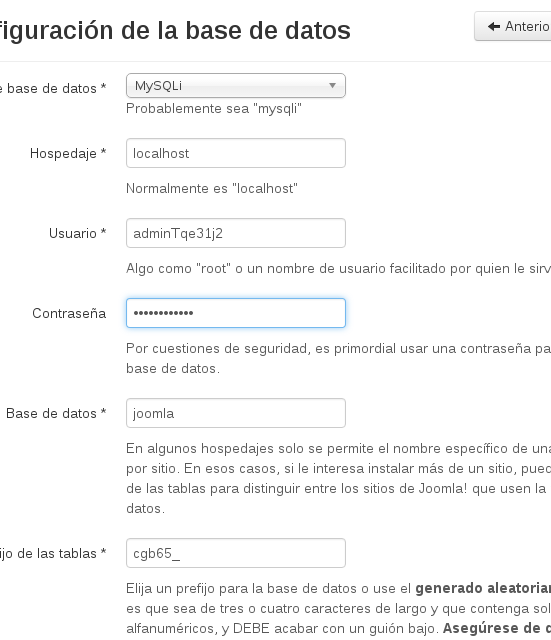 figuración de la base de datos
Anterio
e base de datos *
MySQLi
Probablemente sea "mysqli"
Hospedaje *
localhost
Normalmente es "localhost"
Usuario *
adminTqe31j2
Algo como "root" o un nombre de usuario facilitado por quien le sirv
Contraseña
••••••••••••
Por cuestiones de seguridad, es primordial usar una contraseña pa
base de datos.
Base de datos *
joomla
En algunos hospedajes solo se permite el nombre específico de una
por sitio. En esos casos, si le interesa instalar más de un sitio, pued
de las tablas para distinguir entre los sitios de Joomla! que usen la
datos.
ijo de las tablas *
cgb65_
Elija un prefijo para la base de datos o use el generado aleatorian
es que sea de tres o cuatro caracteres de largo y que contenga sol
alfanuméricos, y DEBE acabar con un guión bajo. Asegúrese de q